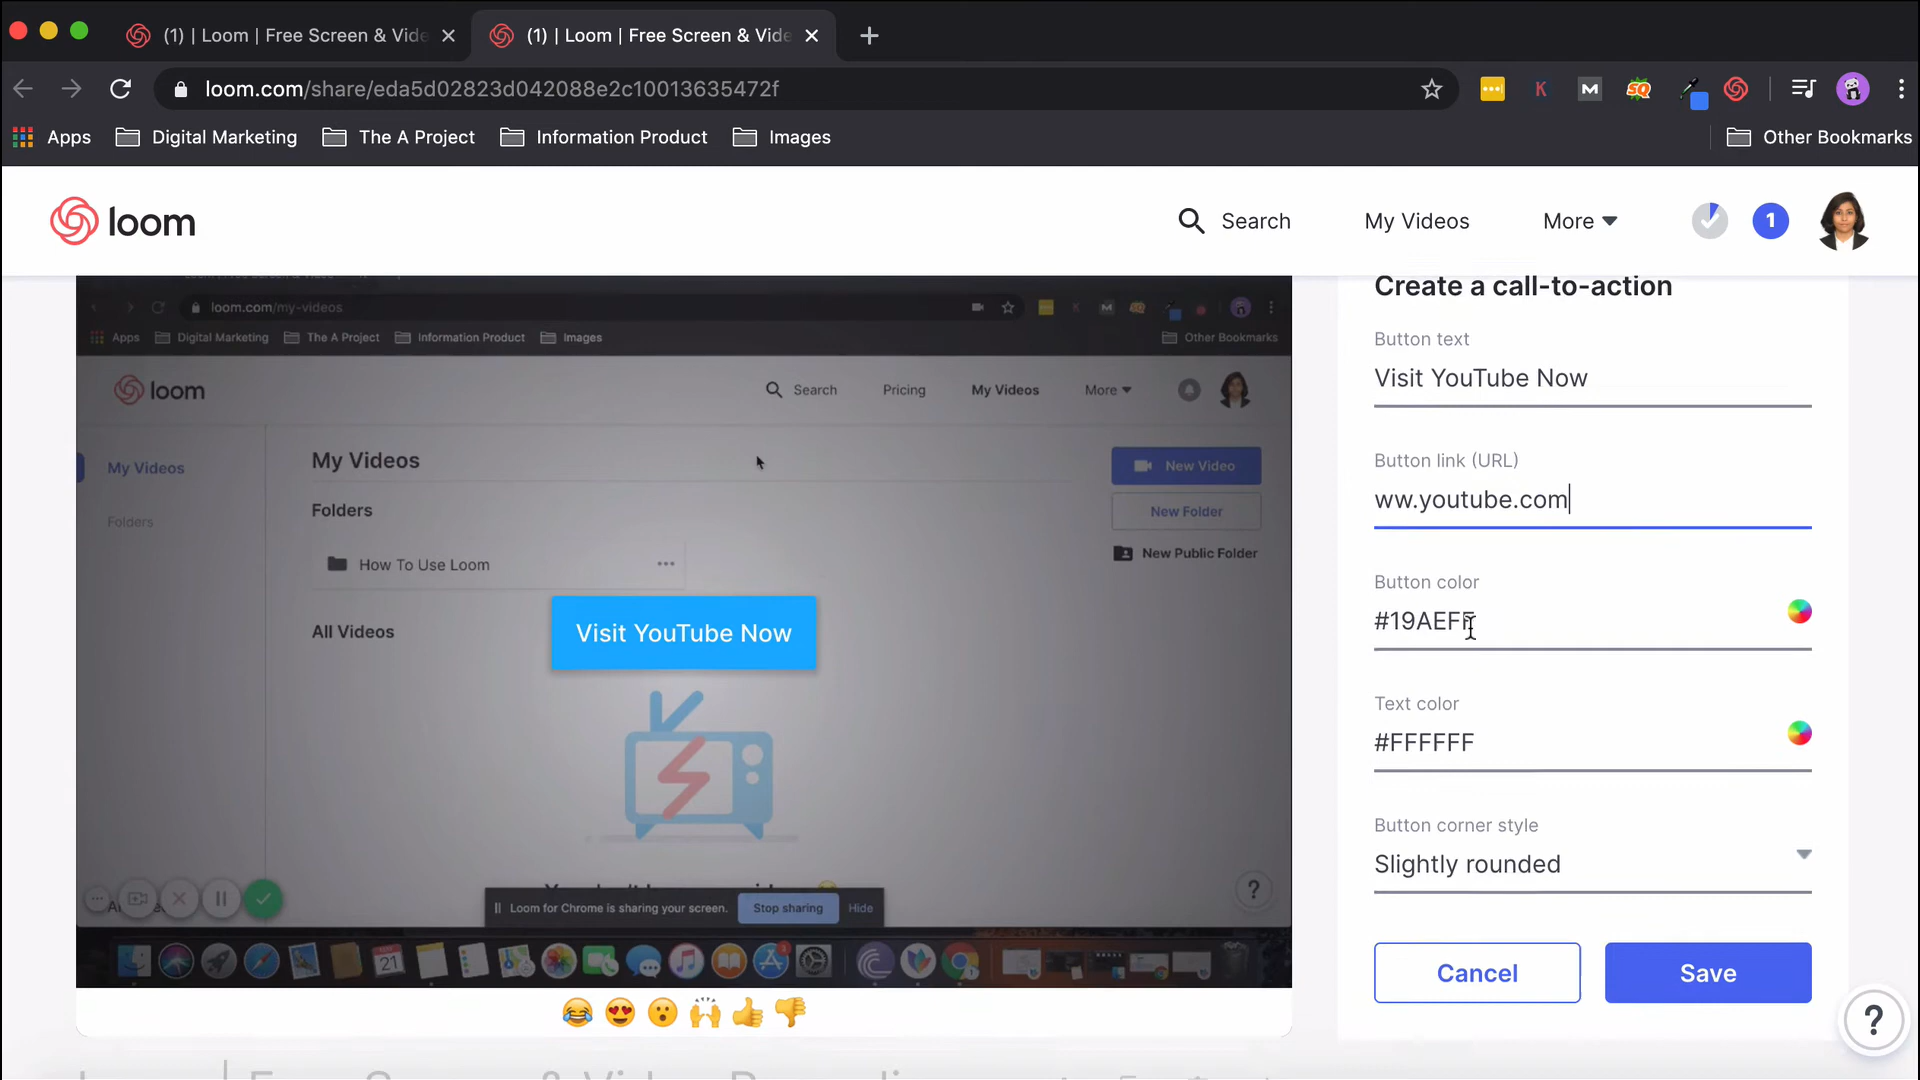 (1) | Loom | Free Screen & Vide
(1) | Loom | Free Screen & Vide
loom.com/share/eda5d02823d042088e2c10013635472f
Apps Digital Marketing The A Project Information Product Images Other Bookmarks
loom Search My Videos More 1
loom.com/my-videos
Apps Digital Marketing The A Project Information Product Images Other Bookmarks
loom Search Pricing My Videos More
My Videos
Folders
My Videos
New Video
Folders
New Folder
How To Use Loom
New Public Folder
All Videos
Visit YouTube Now
Loom for Chrome is sharing your screen. Stop sharing Hide
?
21
3
Create a call-to-action
Button text
Visit YouTube Now
Button link (URL)
ww.youtube.com
Button color
#19AEFF
Text color
#FFFFFF
Button corner style
Slightly rounded
Cancel Save
?